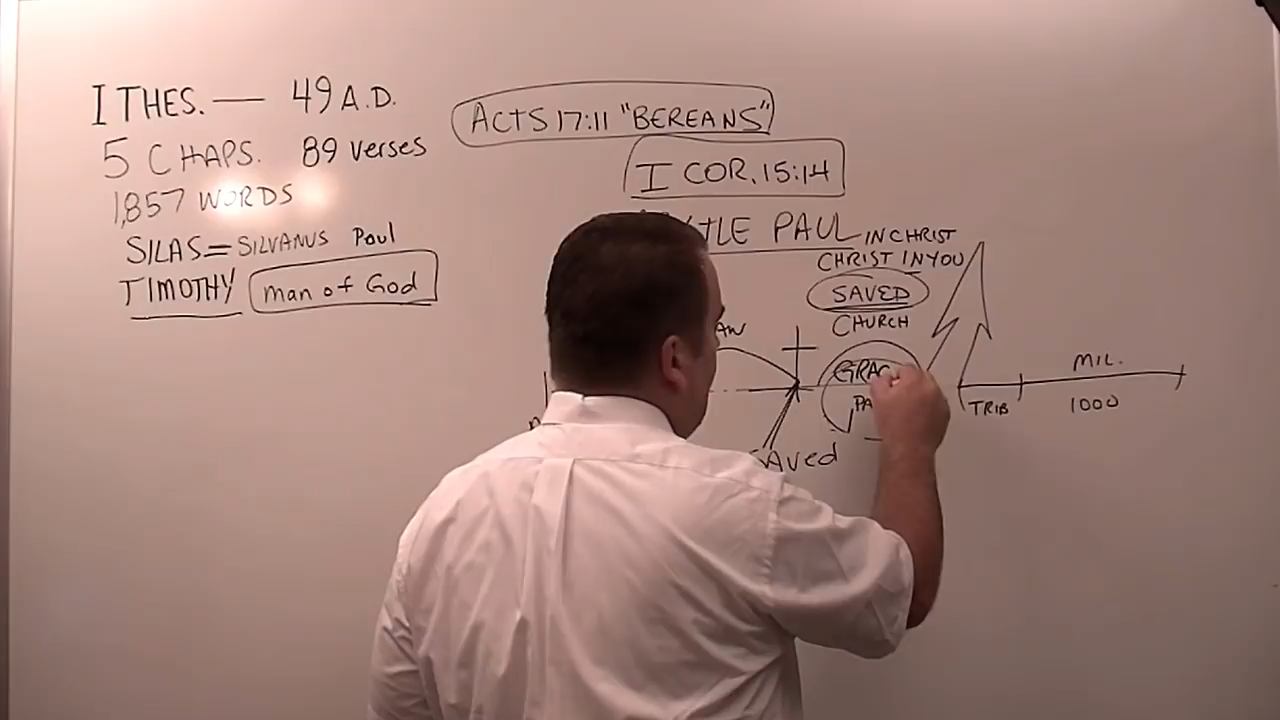 I THES. — 49 A.D.
5 CHAPS. 89 verses
1,857 WORDS
SILAS = SILVANUS Paul
TIMOTHY man of God
ACTS 17:11 "BEREANS"
I COR. 15:14
PAUL
IN CHRIST
CHRIST IN YOU
SAVED
CHURCH
SAved
TRIB
MIL.
1000